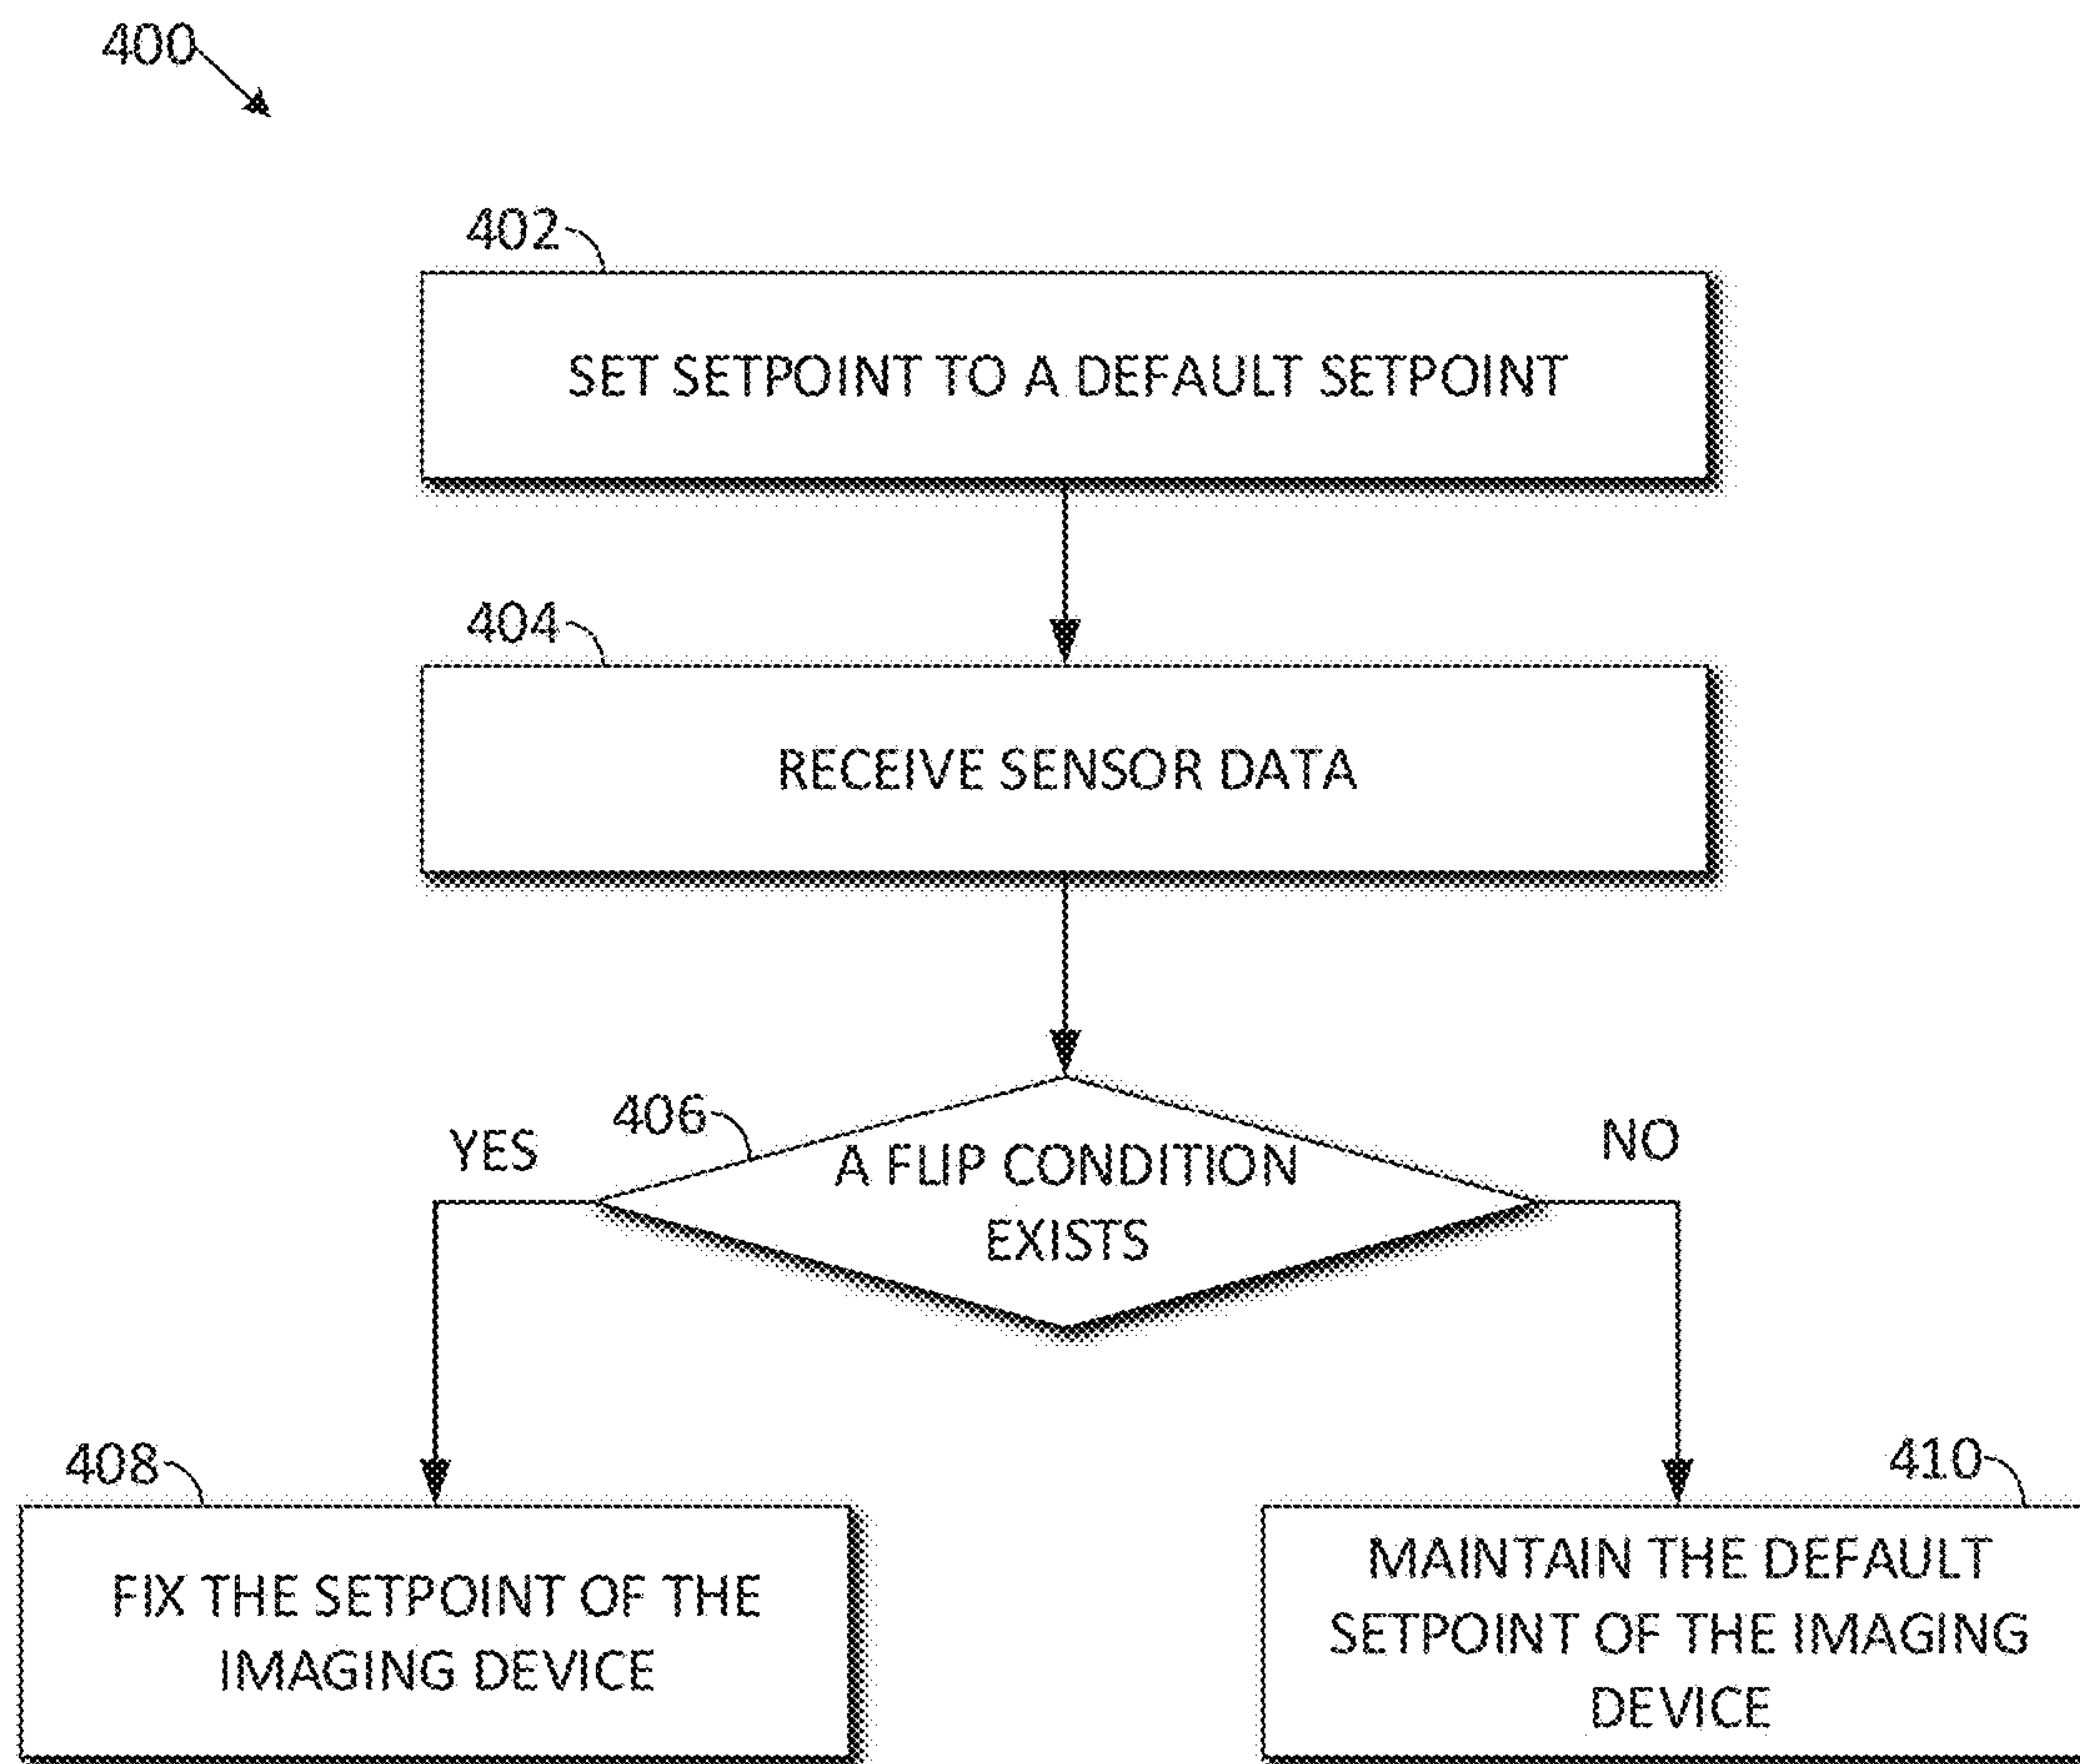 400
402
SET SETPOINT TO A DEFAULT SETPOINT
404
RECEIVE SENSOR DATA
406
YES
NO
A FLIP CONDITION
EXISTS
408
410
FIX THE SETPOINT OF THE
IMAGING DEVICE
MAINTAIN THE DEFAULT
SETPOINT OF THE IMAGING
DEVICE